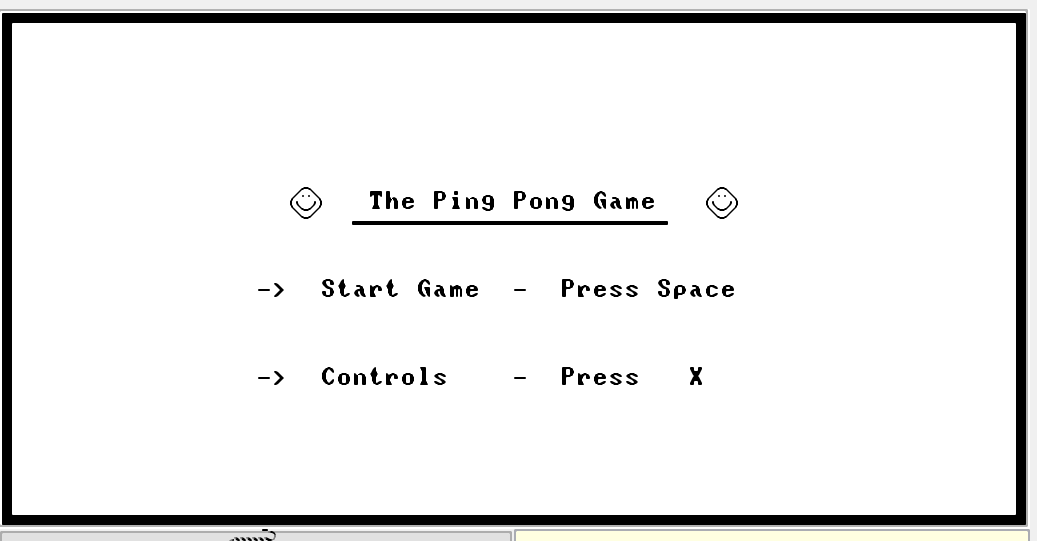 The Ping Pong Game
-> Start Game - Press Space
-> Controls - Press X